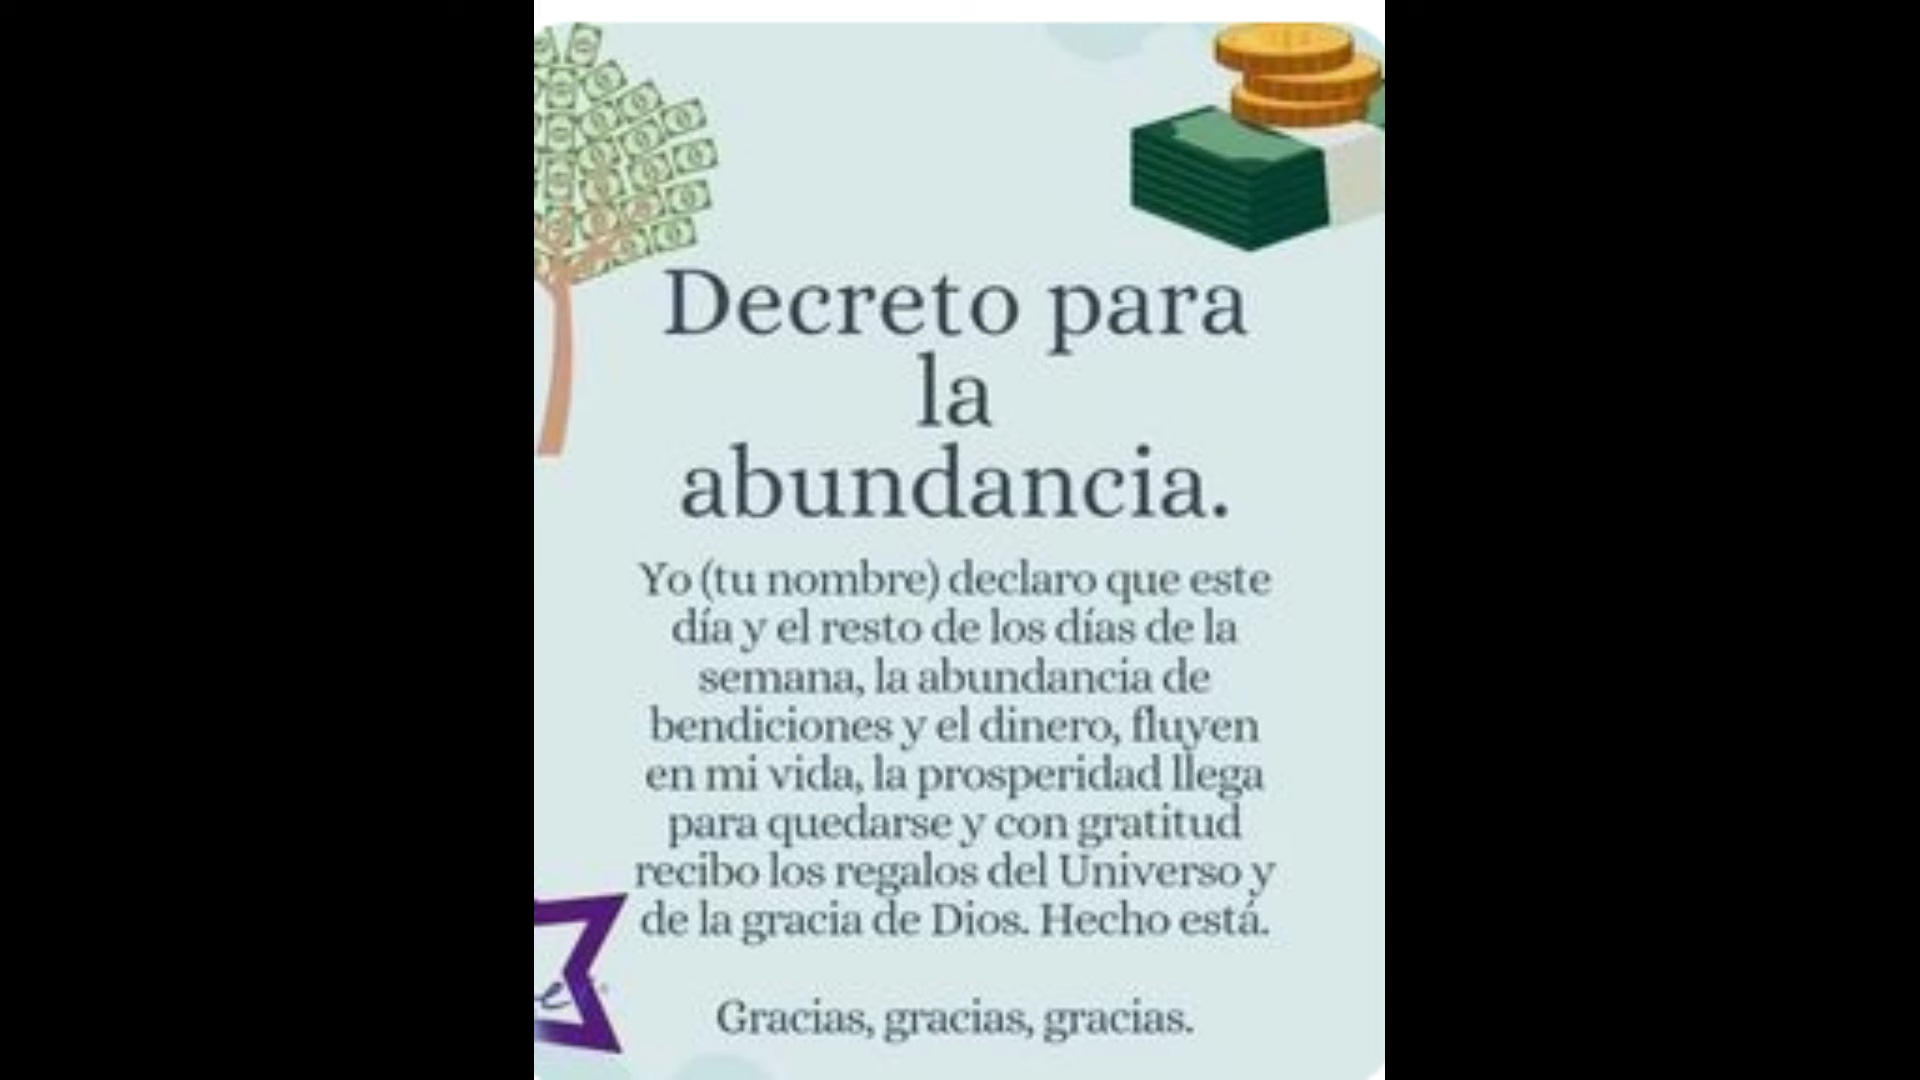 Decreto para
la
abundancia.
Yo (tu nombre) declaro que este
día y el resto de los días de la
semana, la abundancia de
bendiciones y el dinero, fluyen
en mi vida, la prosperidad llega
para quedarse y con gratitud
recibo los regalos del Universo y
de la gracia de Dios. Hecho está.
Gracias, gracias, gracias.